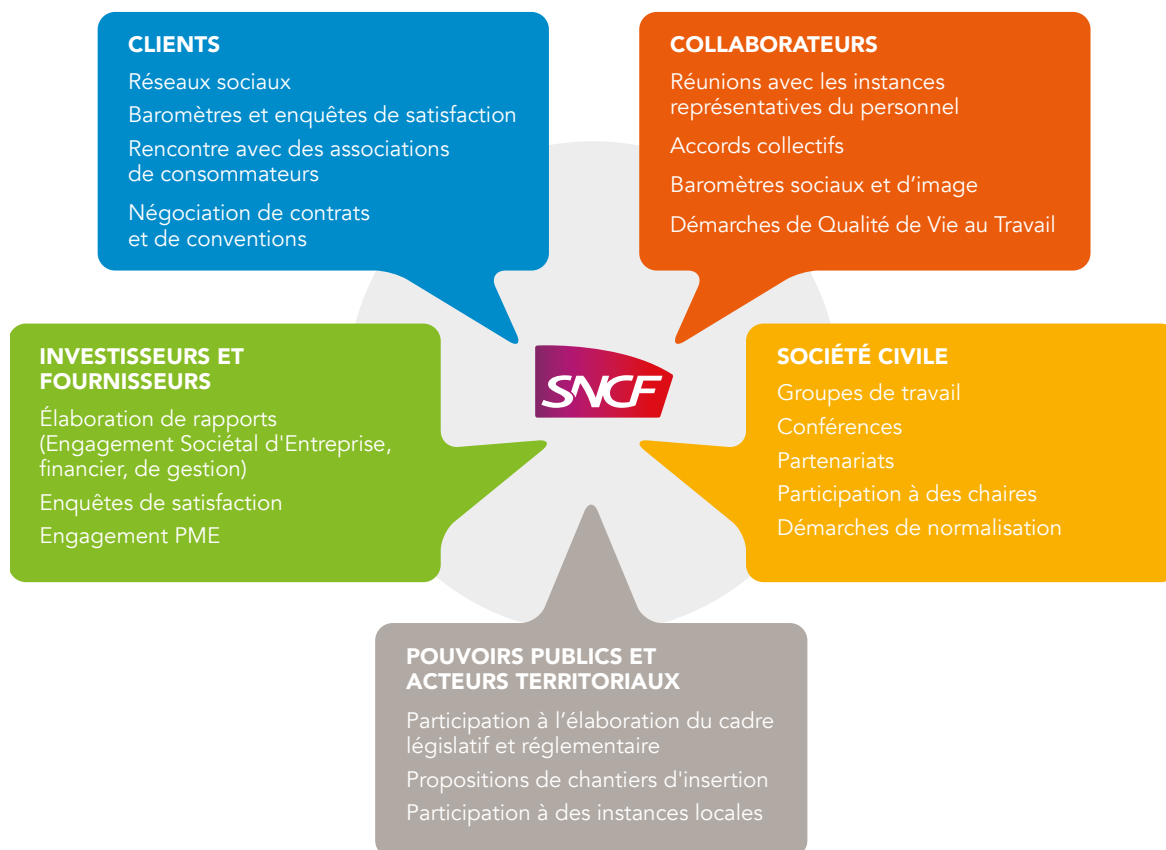 CLIENTS
Réseaux sociaux
Baromètres et enquêtes de satisfaction
Rencontre avec des associations
de consommateurs
Négociation de contrats
et de conventions
COLLABORATEURS
Réunions avec les instances
représentatives du personnel
Accords collectifs
Baromètres sociaux et d’image
Démarches de Qualité de Vie au Travail
INVESTISSEURS ET
FOURNISSEURS
Élaboration de rapports
(Engagement Sociétal d'Entreprise,
financier, de gestion)
Enquêtes de satisfaction
Engagement PME
SNCF
SOCIÉTÉ CIVILE
Groupes de travail
Conférences
Partenariats
Participation à des chaires
Démarches de normalisation
POUVOIRS PUBLICS ET
ACTEURS TERRITORIAUX
Participation à l’élaboration du cadre
législatif et réglementaire
Propositions de chantiers d'insertion
Participation à des instances locales